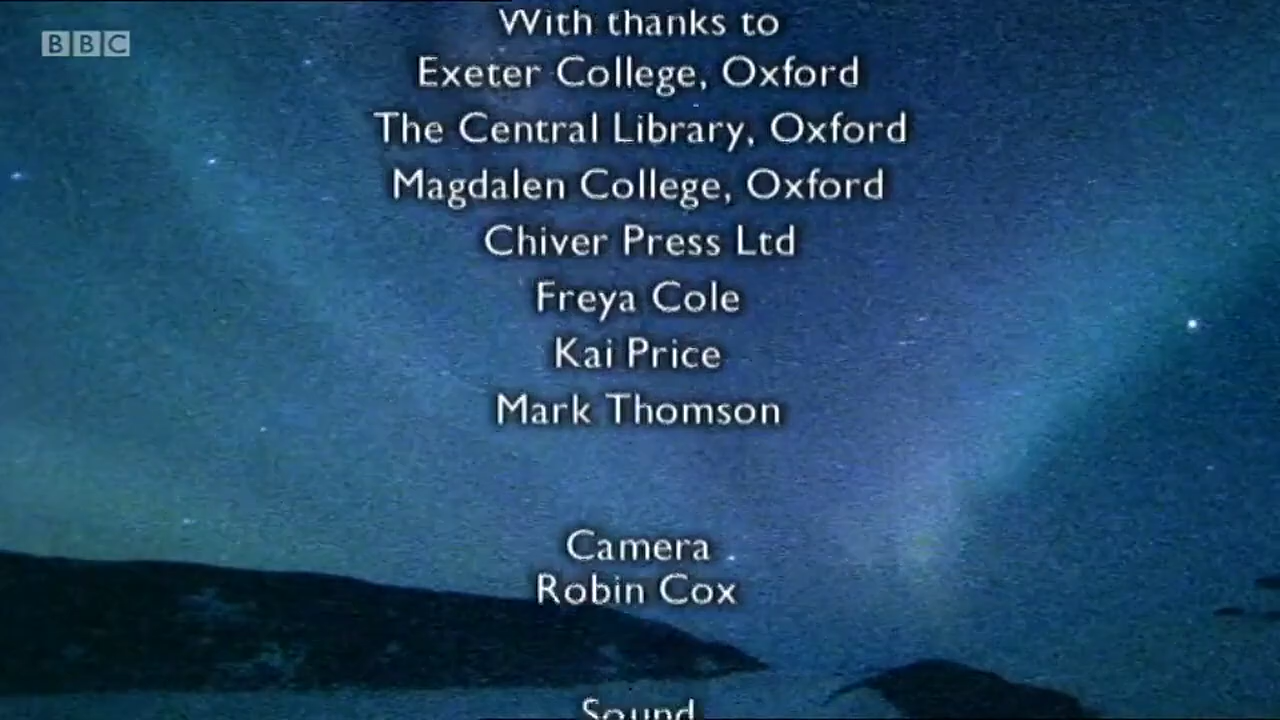 BBC
With thanks to
Exeter College, Oxford
The Central Library, Oxford
Magdalen College, Oxford
Chiver Press Ltd
Freya Cole
Kai Price
Mark Thomson
Camera
Robin Cox
Sound